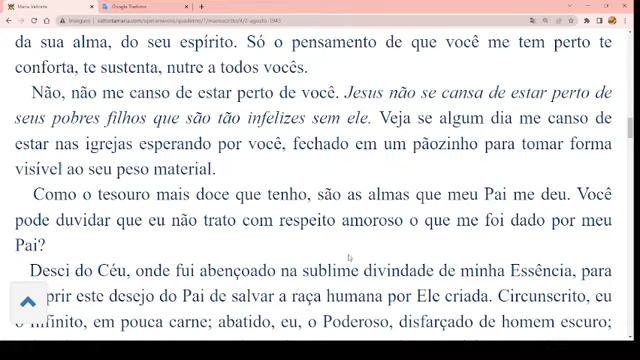 Maria Valtorta
Google Tradutor
Inseguro | valtortamaria.com/operaminore/quaderno/1/manoscritto/4/0-agosto-1943
da sua alma, do seu espírito. Só o pensamento de que você me tem perto te
conforta, te sustenta, nutre a todos vocês.
Não, não me canso de estar perto de você. Jesus não se cansa de estar perto de
seus pobres filhos que são tão infelizes sem ele. Veja se algum dia me canso de
estar nas igrejas esperando por você, fechado em um pãozinho para tomar forma
visível ao seu peso material.
Como o tesouro mais doce que tenho, são as almas que meu Pai me deu. Você
pode duvidar que eu não trato com respeito amoroso o que me foi dado por meu
Pai?
Desci do Céu, onde fui abençoado na sublime divindade de minha Essência, para
prir este desejo do Pai de salvar a raça humana por Ele criada. Circunscrito, eu
o Infinito, em pouca carne; abatido, eu, o Poderoso, disfarçado de homem escuro;